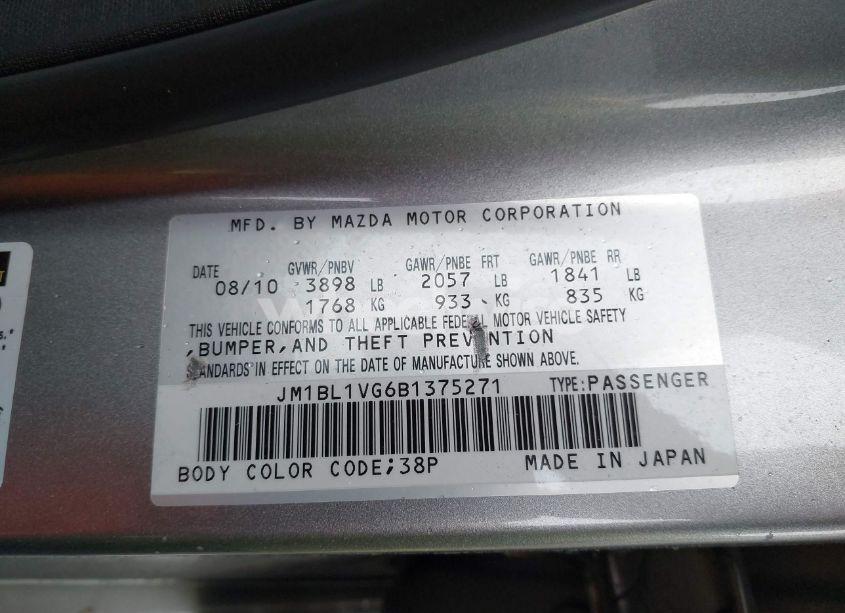 MFD. BY MAZDA MOTOR CORPORATION
DATE GVWR/PNBV GAWR/PNBE FRT GAWR/PNBE RR
08/10 3898 LB 2057 LB 1841 LB
1768 KG 933 KG 835 KG
THIS VEHICLE CONFORMS TO ALL APPLICABLE FEDERAL MOTOR VEHICLE SAFETY
,BUMPER,AND THEFT PREVENTION
STANDARDS IN EFFECT ON THE DATE OF MANUFACTURE SHOWN ABOVE.
JM1BL1VG6B1375271 TYPE:PASSENGER
BODY COLOR CODE;38P MADE IN JAPAN